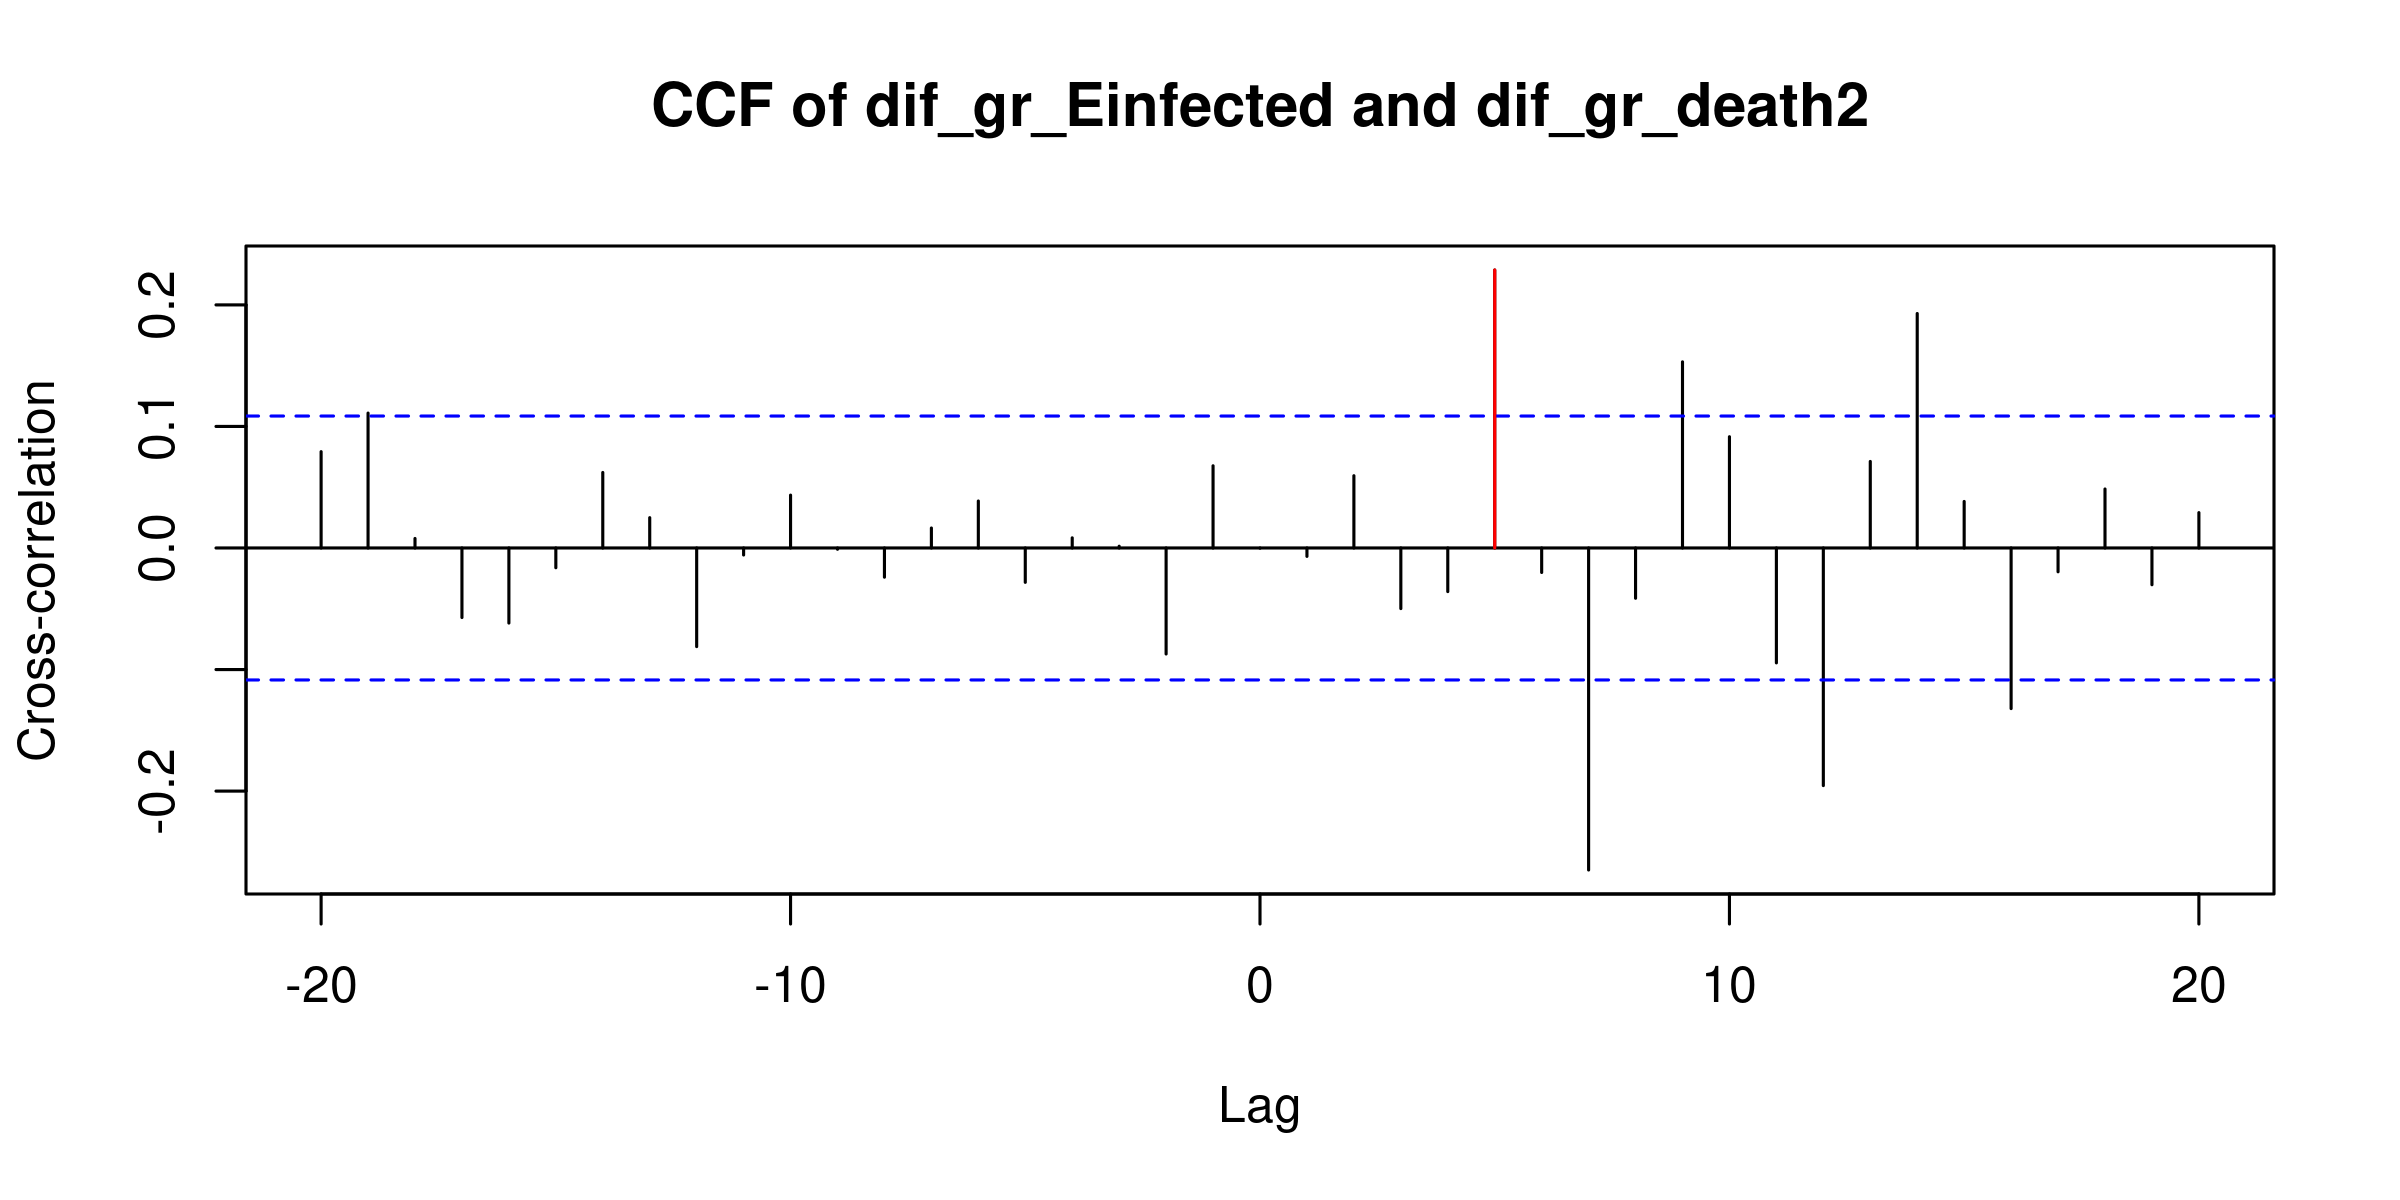 CCF of dif_gr_Einfected and dif_gr_death2
Cross-correlation
0.2
0.1
0.0
-0.2
-20 -10 0 10 20
Lag